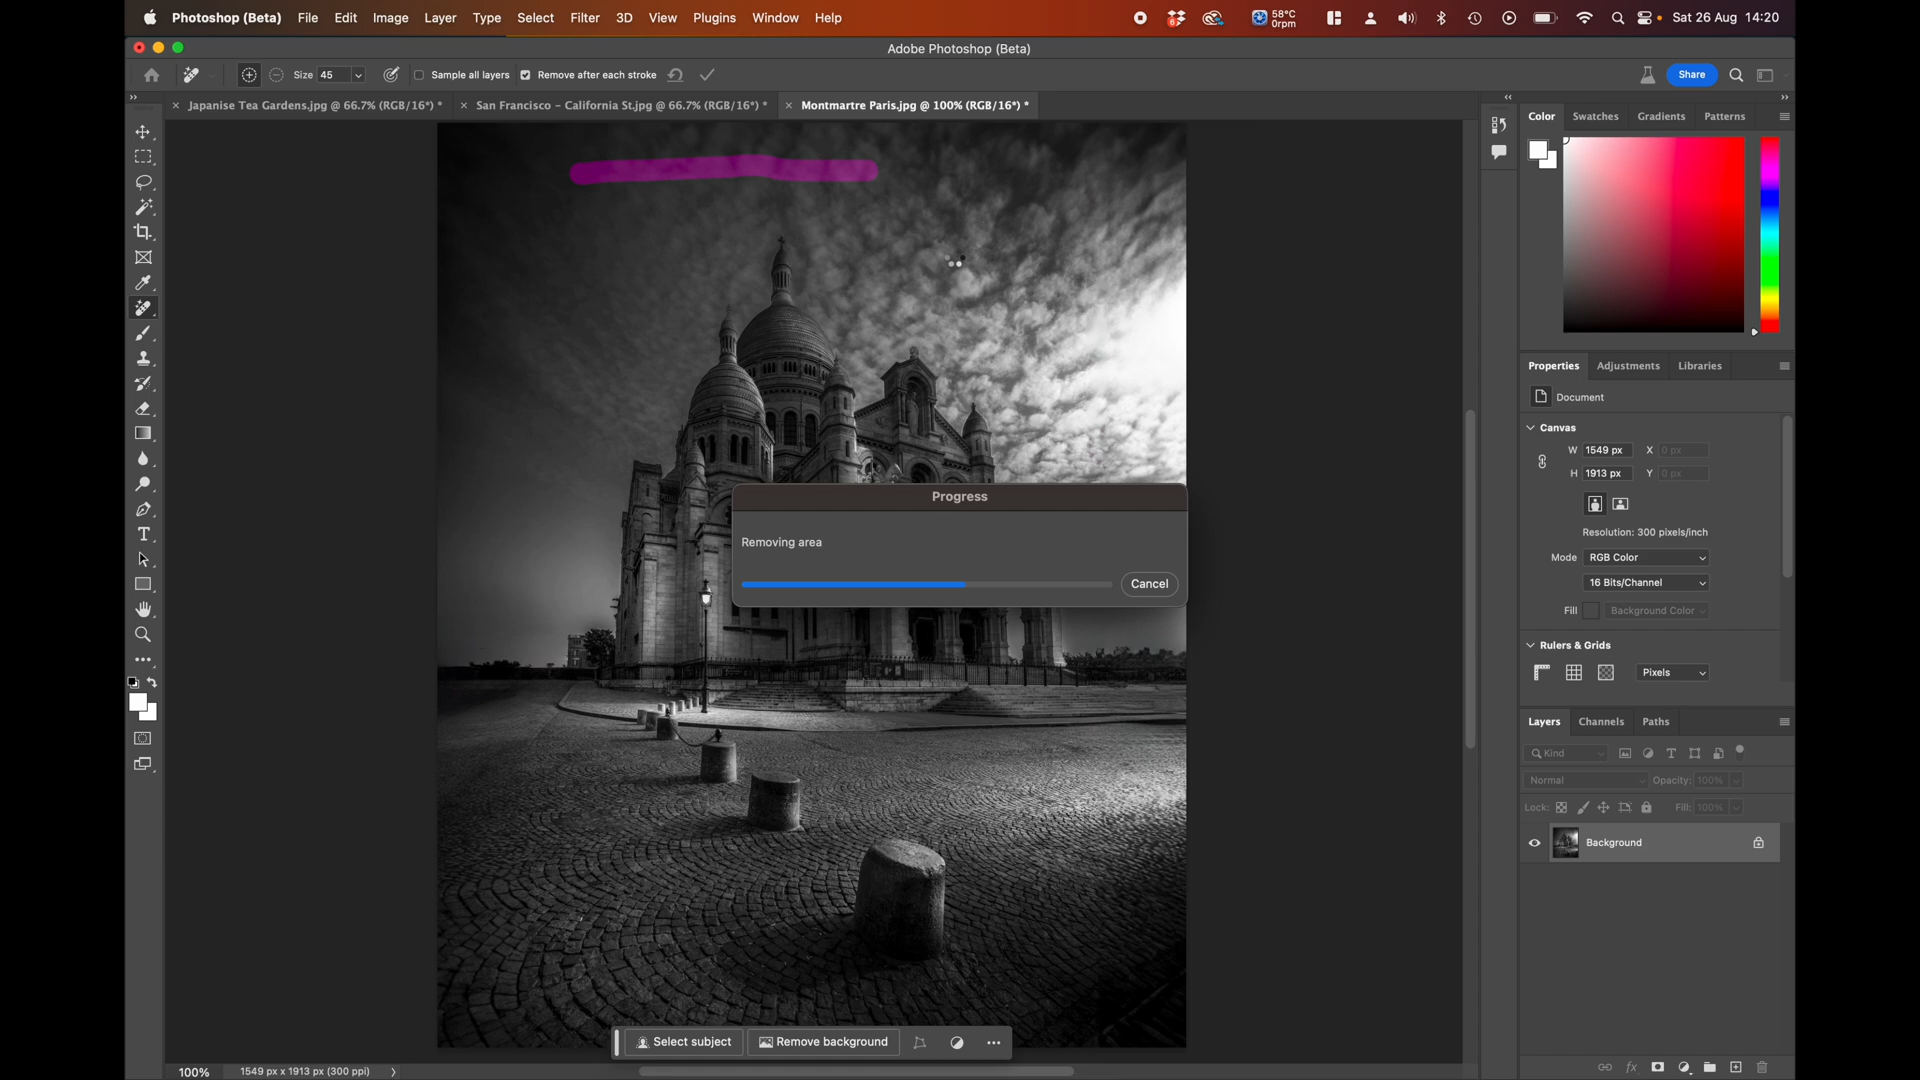 Photoshop (Beta) File Edit Image Layer Type Select Filter 3D View Plugins Window Help 6 58°C 0rpm Sat 26 Aug 14:20
Adobe Photoshop (Beta)
Size 45 Sample all layers Remove after each stroke Share
Japanise Tea Gardens.jpg @ 66.7% (RGB/16*) * San Francisco – California St.jpg @ 66.7% (RGB/16*) * Montmartre Paris.jpg @ 100% (RGB/16*) *
Color Swatches Gradients Patterns
Properties Adjustments Libraries
Document
Canvas
W 1549 px X 0 px
H 1913 px Y 0 px
Resolution: 300 pixels/inch
Mode RGB Color
16 Bits/Channel
Fill Background Color
Rulers & Grids
Pixels
Progress
Removing area
Cancel
Layers Channels Paths
Kind
Normal Opacity: 100%
Lock: Fill: 100%
Background
Select subject Remove background
100% 1549 px x 1913 px (300 ppi)